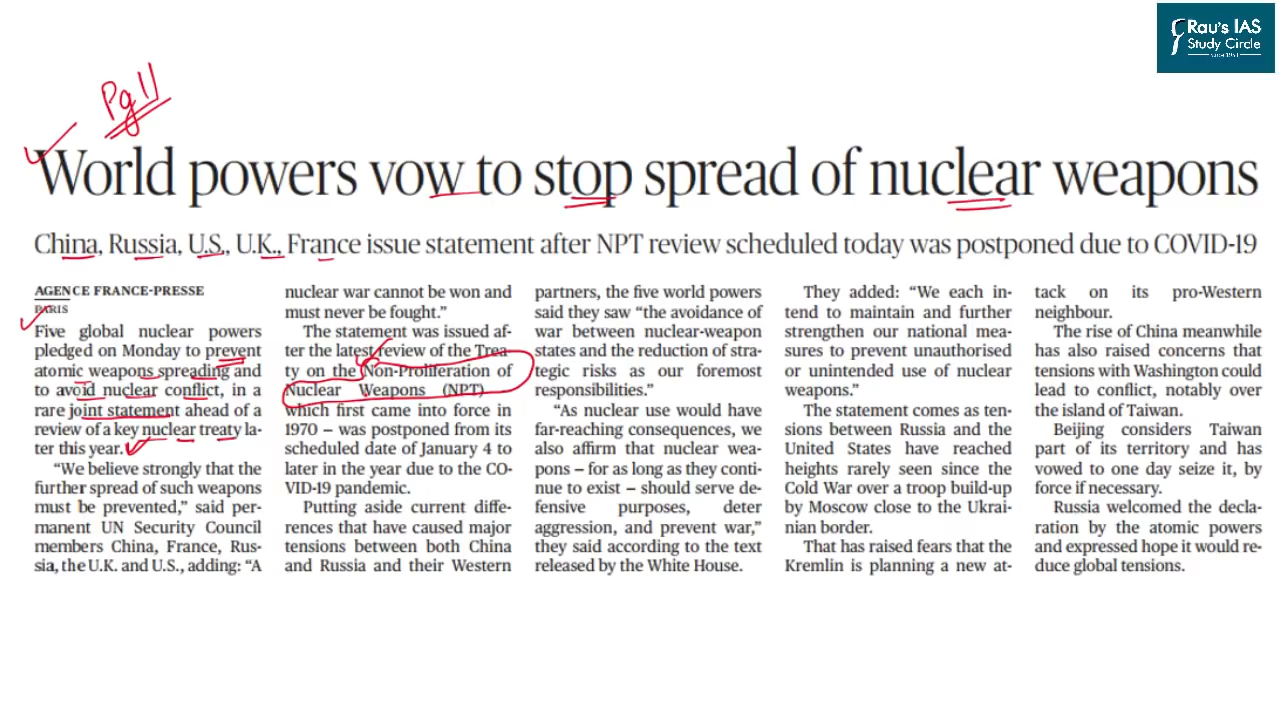 Rau's IAS
Study Circle
since 1953
Pg 11
World powers vow to stop spread of nuclear weapons
China, Russia, U.S., U.K., France issue statement after NPT review scheduled today was postponed due to COVID-19
AGENCE FRANCE-PRESSE
PARIS
Five global nuclear powers
pledged on Monday to prevent
atomic weapons spreading and
to avoid nuclear conflict, in a
rare joint statement ahead of a
review of a key nuclear treaty la-
ter this year.
“We believe strongly that the
further spread of such weapons
must be prevented,” said per-
manent UN Security Council
members China, France, Rus-
sia, the U.K. and U.S., adding: “A
nuclear war cannot be won and
must never be fought.”
The statement was issued af-
ter the latest review of the Trea-
ty on the Non-Proliferation of
Nuclear Weapons (NPT)
which first came into force in
1970 – was postponed from its
scheduled date of January 4 to
later in the year due to the CO-
VID-19 pandemic.
Putting aside current diffe-
rences that have caused major
tensions between both China
and Russia and their Western
partners, the five world powers
said they saw “the avoidance of
war between nuclear-weapon
states and the reduction of stra-
tegic risks as our foremost
responsibilities.”
“As nuclear use would have
far-reaching consequences, we
also affirm that nuclear wea-
pons – for as long as they conti-
nue to exist – should serve de-
fensive purposes, deter
aggression, and prevent war,”
they said according to the text
released by the White House.
They added: “We each in-
tend to maintain and further
strengthen our national mea-
sures to prevent unauthorised
or unintended use of nuclear
weapons.”
The statement comes as ten-
sions between Russia and the
United States have reached
heights rarely seen since the
Cold War over a troop build-up
by Moscow close to the Ukrai-
nian border.
That has raised fears that the
Kremlin is planning a new at-
tack on its pro-Western
neighbour.
The rise of China meanwhile
has also raised concerns that
tensions with Washington could
lead to conflict, notably over
the island of Taiwan.
Beijing considers Taiwan
part of its territory and has
vowed to one day seize it, by
force if necessary.
Russia welcomed the decla-
ration by the atomic powers
and expressed hope it would re-
duce global tensions.